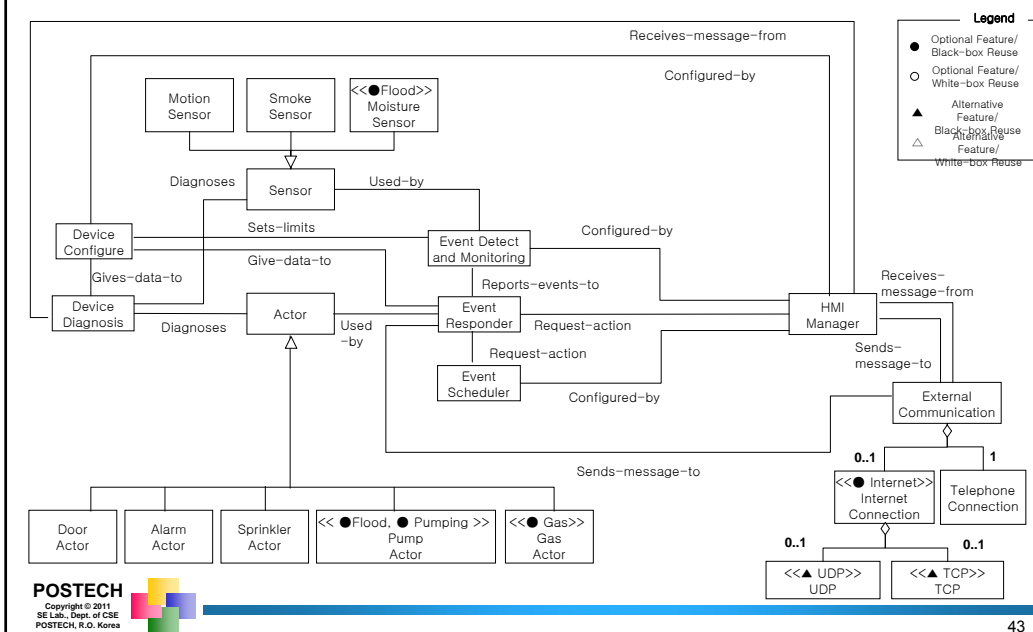 Legend
● Optional Feature/
Black-box Reuse
○ Optional Feature/
White-box Reuse
▲ Alternative
Feature/
Black-box Reuse
△ Alternative
Feature/
White-box Reuse
Receives-message-from
Configured-by
Motion
Sensor
Smoke
Sensor
<<●Flood>>
Moisture
Sensor
Diagnoses
Sensor
Used-by
Device
Configure
Sets-limits
Give-data-to
Event Detect
and Monitoring
Configured-by
Gives-data-to
Reports-events-to
Receives-
message-from
Device
Diagnosis
Diagnoses
Actor
Used
-by
Event
Responder
Request-action
HMI
Manager
Request-action
Sends-
message-to
Event
Scheduler
Configured-by
External
Communication
Sends-message-to
0..1
1
<<● Internet>>
Internet
Connection
Telephone
Connection
Door
Actor
Alarm
Actor
Sprinkler
Actor
<< ●Flood, ● Pumping >>
Pump
Actor
<<● Gas>>
Gas
Actor
0..1
0..1
<<▲ UDP>>
UDP
<<▲ TCP>>
TCP
POSTECH
Copyright © 2011
SE Lab., Dept. of CSE
POSTECH, R.O. Korea
43